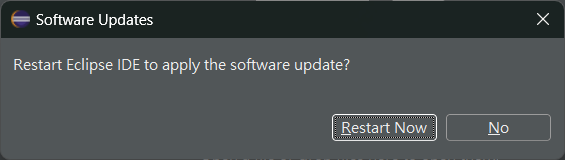 Software Updates
Restart Eclipse IDE to apply the software update?
Restart Now
No